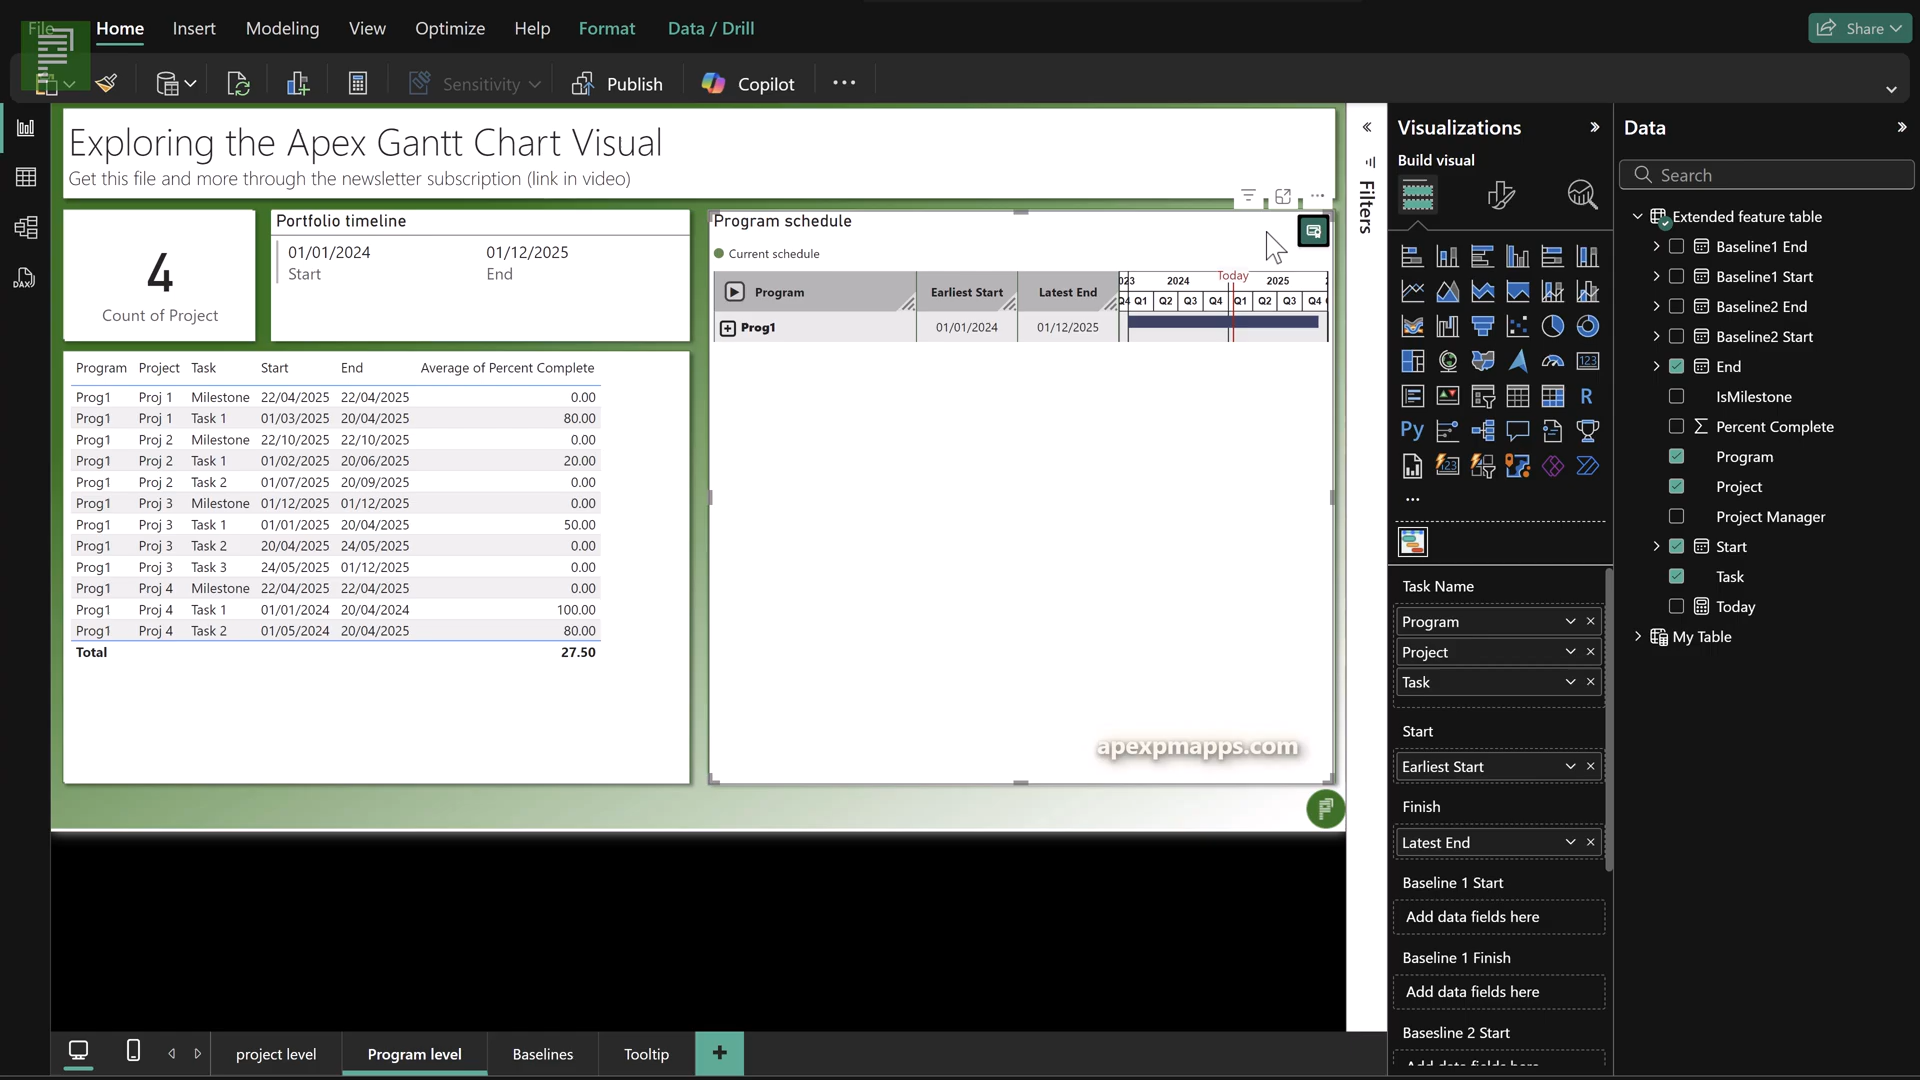 File Home Insert Modeling View Optimize Help Format Data / Drill Share
Sensitivity Publish Copilot
Exploring the Apex Gantt Chart Visual
Get this file and more through the newsletter subscription (link in video)
4
Count of Project
Portfolio timeline
01/01/2024 01/12/2025
Start End
Program Project Task Start End Average of Percent Complete
Prog1 Proj 1 Milestone 22/04/2025 22/04/2025 0.00
Prog1 Proj 1 Task 1 01/03/2025 20/04/2025 80.00
Prog1 Proj 2 Milestone 22/10/2025 22/10/2025 0.00
Prog1 Proj 2 Task 1 01/02/2025 20/06/2025 20.00
Prog1 Proj 2 Task 2 01/07/2025 20/09/2025 0.00
Prog1 Proj 3 Milestone 01/12/2025 01/12/2025 0.00
Prog1 Proj 3 Task 1 01/01/2025 20/04/2025 50.00
Prog1 Proj 3 Task 2 20/04/2025 24/05/2025 0.00
Prog1 Proj 3 Task 3 24/05/2025 01/12/2025 0.00
Prog1 Proj 4 Milestone 22/04/2025 22/04/2025 0.00
Prog1 Proj 4 Task 1 01/01/2024 20/04/2024 100.00
Prog1 Proj 4 Task 2 01/05/2024 20/04/2025 80.00
Total 27.50
Program schedule
Current schedule
Today
Program Earliest Start Latest End
2024 2025
Q4 Q1 Q2 Q3 Q4 Q1 Q2 Q3 Q4
Prog1 01/01/2024 01/12/2025
apexpmapps.com
Filters
Visualizations
Build visual
123
R
Py
123
Task Name
Program
Project
Task
Start
Earliest Start
Finish
Latest End
Baseline 1 Start
Add data fields here
Baseline 1 Finish
Add data fields here
Basesline 2 Start
Add data fields here
Data
Search
Extended feature table
Baseline1 End
Baseline1 Start
Baseline2 End
Baseline2 Start
End
IsMilestone
Percent Complete
Program
Project
Project Manager
Start
Task
Today
My Table
DAX
project level Program level Baselines Tooltip